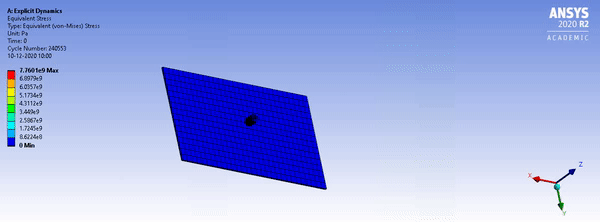 A: Explicit Dynamics
Equivalent Stress
Type: Equivalent (von-Mises) Stress
Unit: Pa
Time: 0
Cycle Number: 240553
10-12-2020 10:00
7.7601e9 Max
6.8979e9
6.0357e9
5.1734e9
4.3112e9
3.449e9
2.5867e9
1.7245e9
8.6224e8
0 Min
ANSYS
2020 R2
ACADEMIC
X
Y
Z